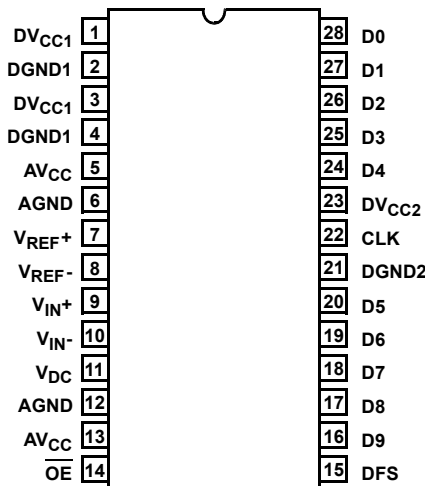 DVCC1 1 28 D0
DGND1 2 27 D1
DVCC1 3 26 D2
DGND1 4 25 D3
AVCC 5 24 D4
AGND 6 23 DVCC2
VREF+ 7 22 CLK
VREF- 8 21 DGND2
VIN+ 9 20 D5
VIN- 10 19 D6
VDC 11 18 D7
AGND 12 17 D8
AVCC 13 16 D9
O̅E̅ 14 15 DFS